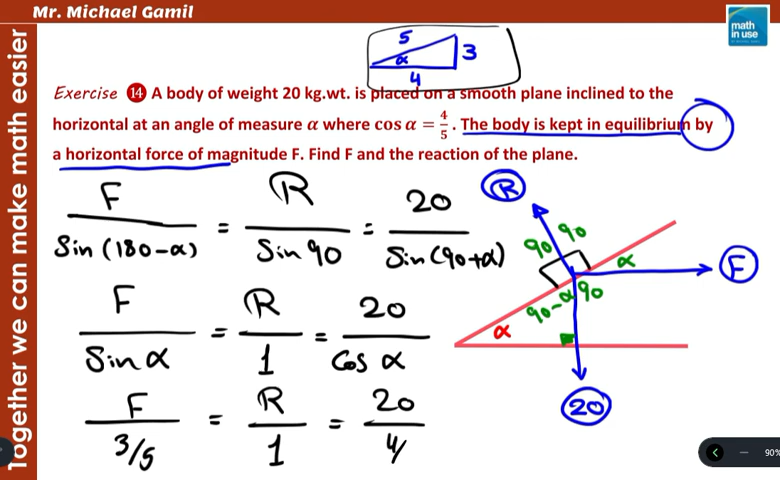 Mr. Michael Gamil
math
in use
Together we can make math easier
5
3
α
4
Exercise 14 A body of weight 20 kg.wt. is placed on a smooth plane inclined to the
horizontal at an angle of measure α where cos α = 4/5 . The body is kept in equilibrium by
a horizontal force of magnitude F. Find F and the reaction of the plane.
F / Sin (180-α) = R / Sin 90 = 20 / Sin (90+α)
F / Sin α = R / 1 = 20 / Cos α
F / 3/5 = R / 1 = 20 / 4/
R
90 90
α
F
90-α 90
α
20
90%